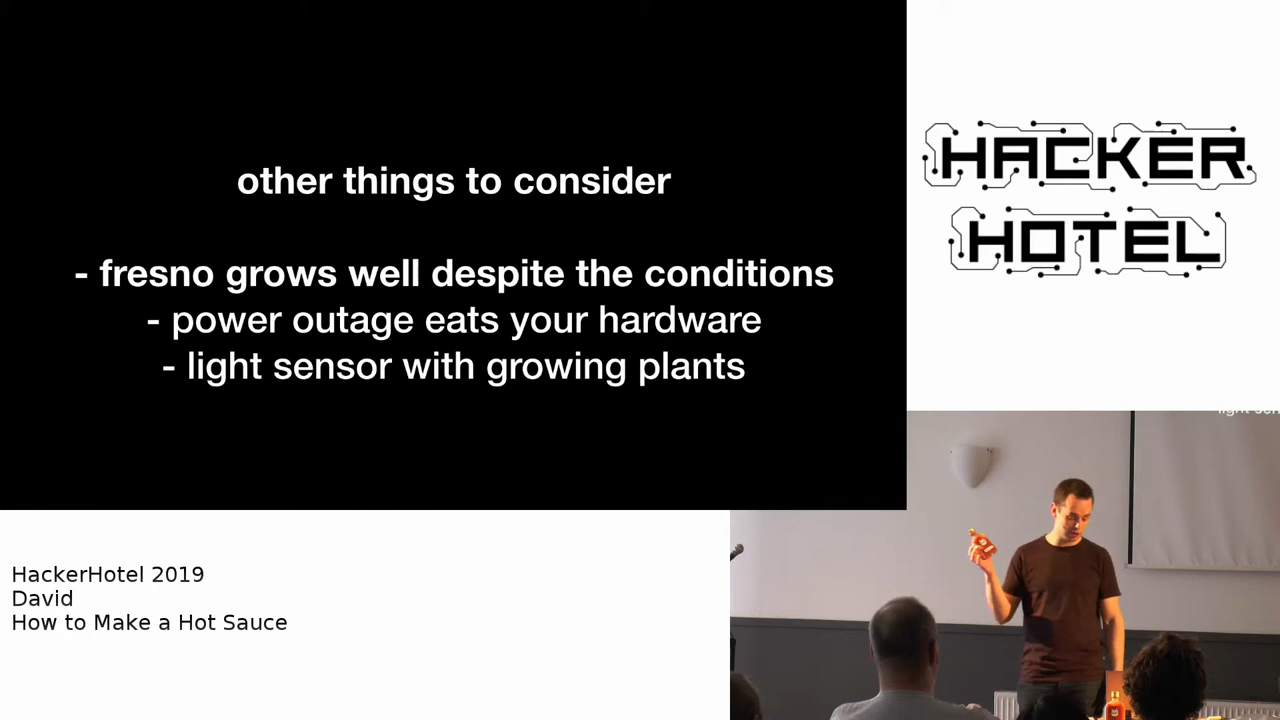 other things to consider
- fresno grows well despite the conditions
- power outage eats your hardware
- light sensor with growing plants
HACKER
HOTEL
HackerHotel 2019
David
How to Make a Hot Sauce